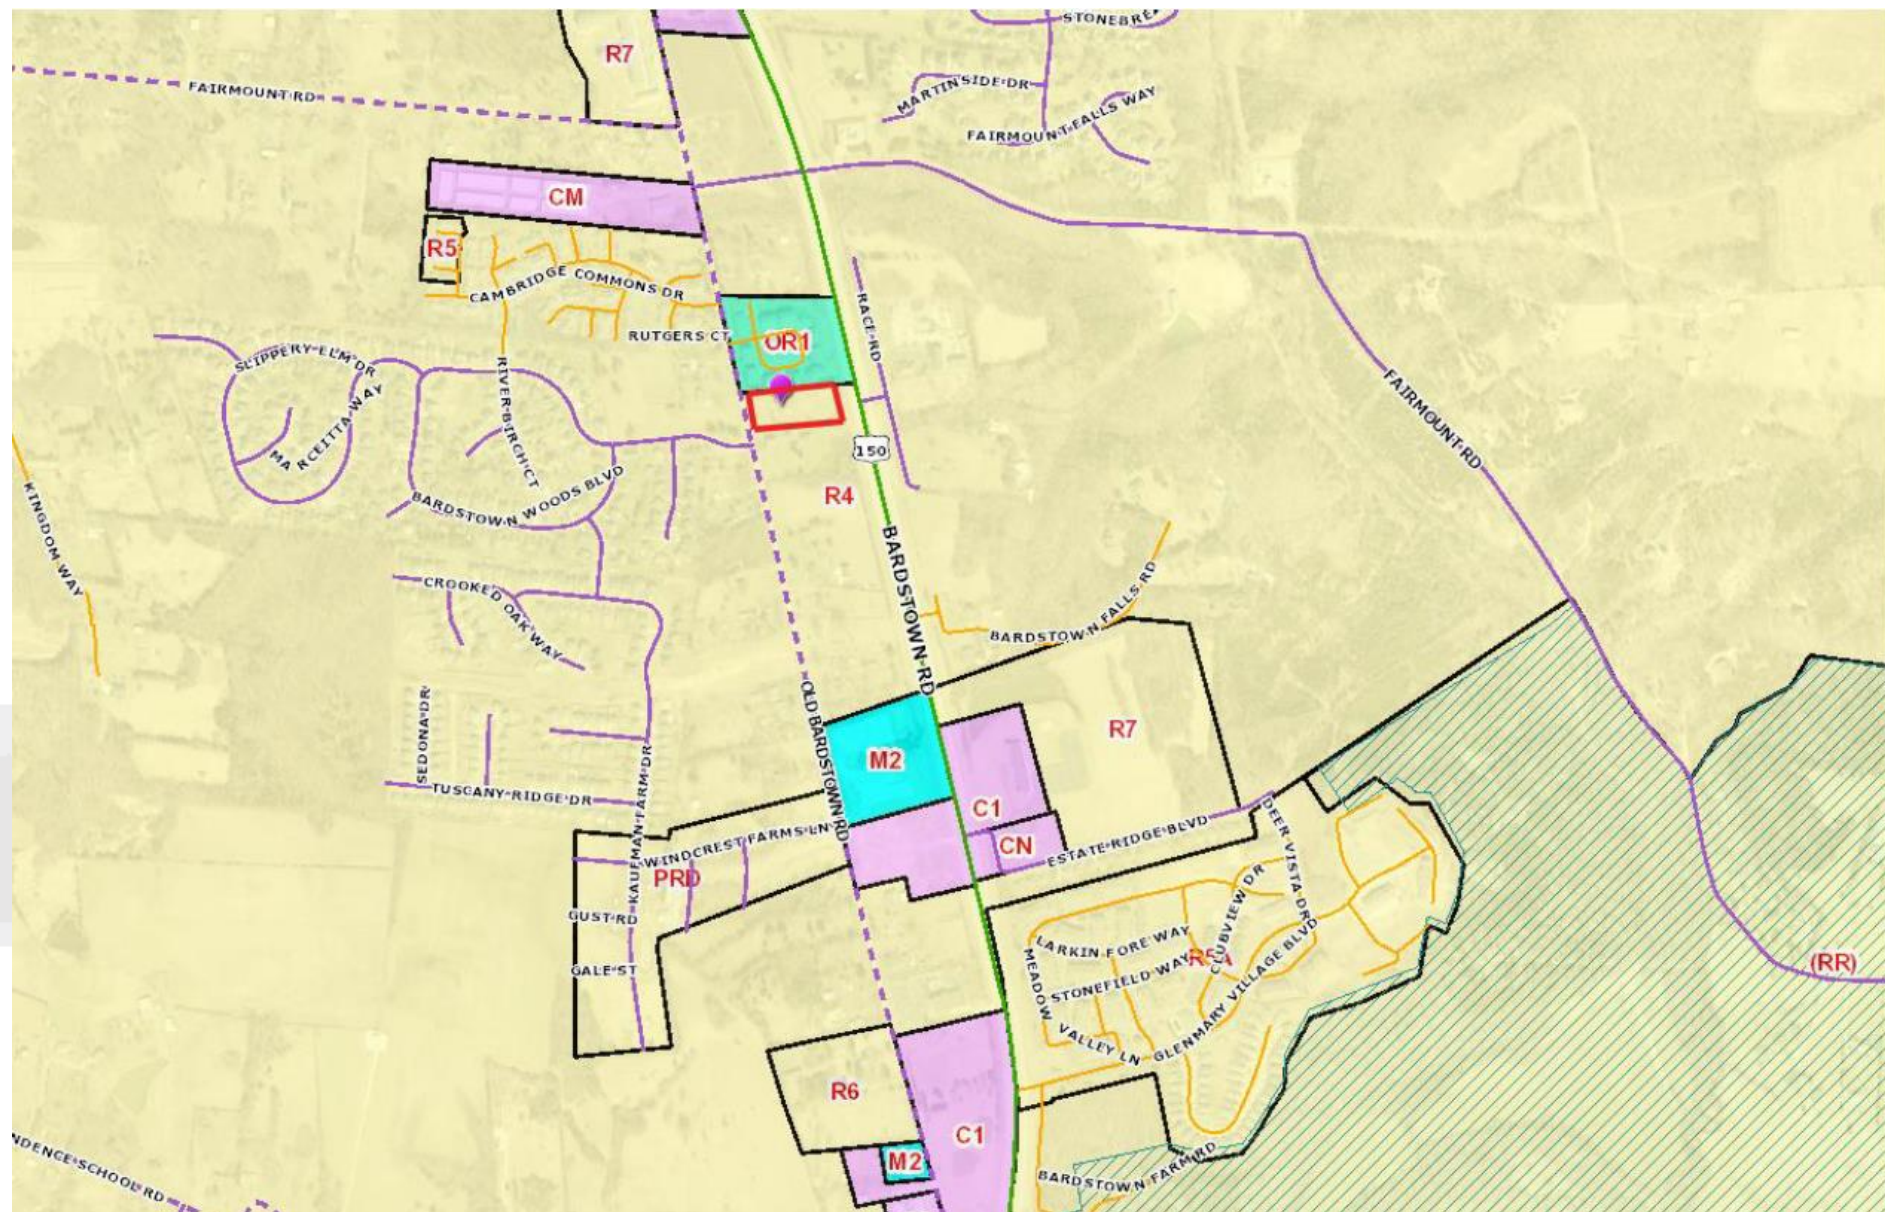 STONEBRE
R7
FAIRMOUNT RD
MARTINSIDE DR
FAIRMOUNT FALLS WAY
CM
R5
CAMBRIDGE COMMONS DR
RUTGERS CT
OR1
RACE RD
SLIPPERY ELM DR
RIVER BIRCH CT
MARCEITTA WAY
FAIRMOUNT RD
150
R4
BARDSTOWN WOODS BLVD
KINGDOM WAY
BARDSTOWN RD
CROOKED OAK WAY
BARDSTOWN FALLS RD
OLD BARDSTOWN RD
SEDONA DR
R7
M2
TUSCANY RIDGE DR
KAUFMAN FARM DR
C1
CN
WINDCREST FARMS LN
ESTATE RIDGE BLVD
DEER VISTA DR
PRD
CLUBVIEW DR
GUST RD
LARKIN FORE WAY
R5A
STONEFIELD WAY
(RR)
GALE ST
MEADOW VALLEY LN
GLENMARY VILLAGE BLVD
R6
C1
M2
BARDSTOWN FARM RD
NDENCE SCHOOL RD